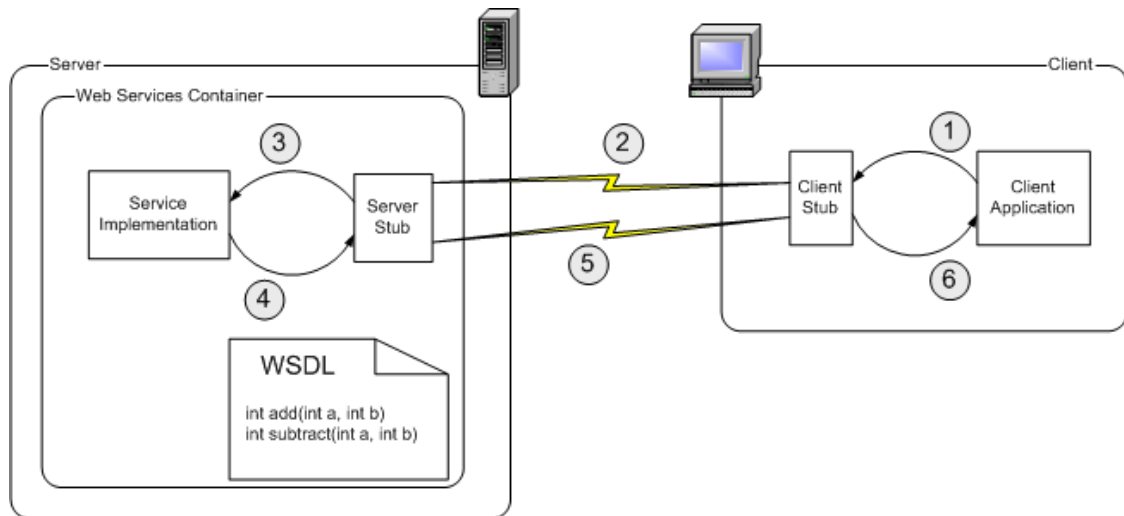 Server
Client
Web Services Container
3
2
1
Service
Implementation
Server
Stub
Client
Stub
Client
Application
4
5
6
WSDL
int add(int a, int b)
int subtract(int a, int b)